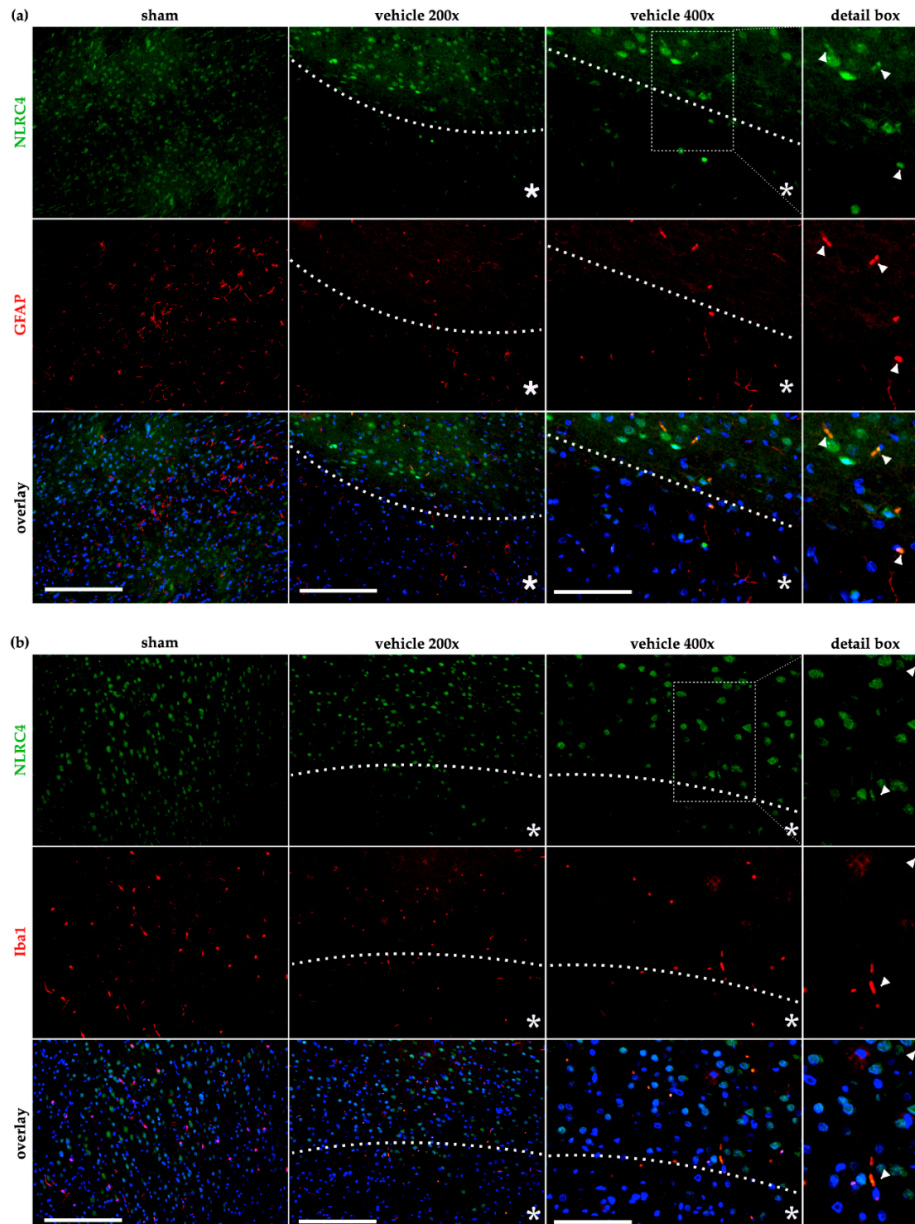 (a) sham vehicle 200x vehicle 400x detail box
NLRC4
GFAP
overlay
(b) sham vehicle 200x vehicle 400x detail box
NLRC4
Iba1
overlay